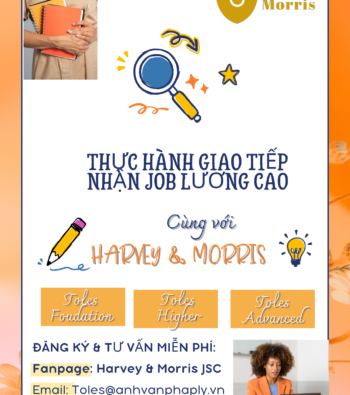 Morris
THỰC HÀNH GIAO TIẾP
NHẬN JOB LƯƠNG CAO
Cùng với
HARVEY & MORRIS
Toles
Foudation
Toles
Higher
Toles
Advanced
ĐĂNG KÝ & TƯ VẤN MIỄN PHÍ:
Fanpage: Harvey & Morris JSC
Email: Toles@anhvanphaply.vn